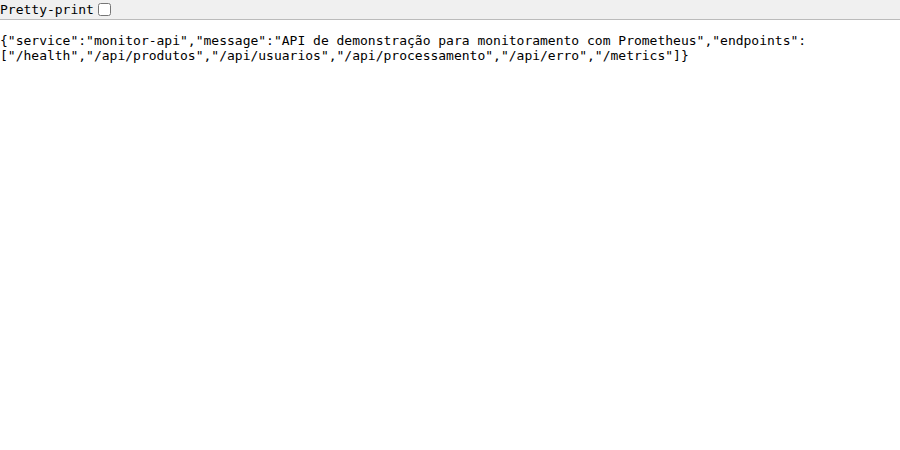 Pretty-print
{"service":"monitor-api","message":"API de demonstração para monitoramento com Prometheus","endpoints":
["/health","/api/produtos","/api/usuarios","/api/processamento","/api/erro","/metrics"]}